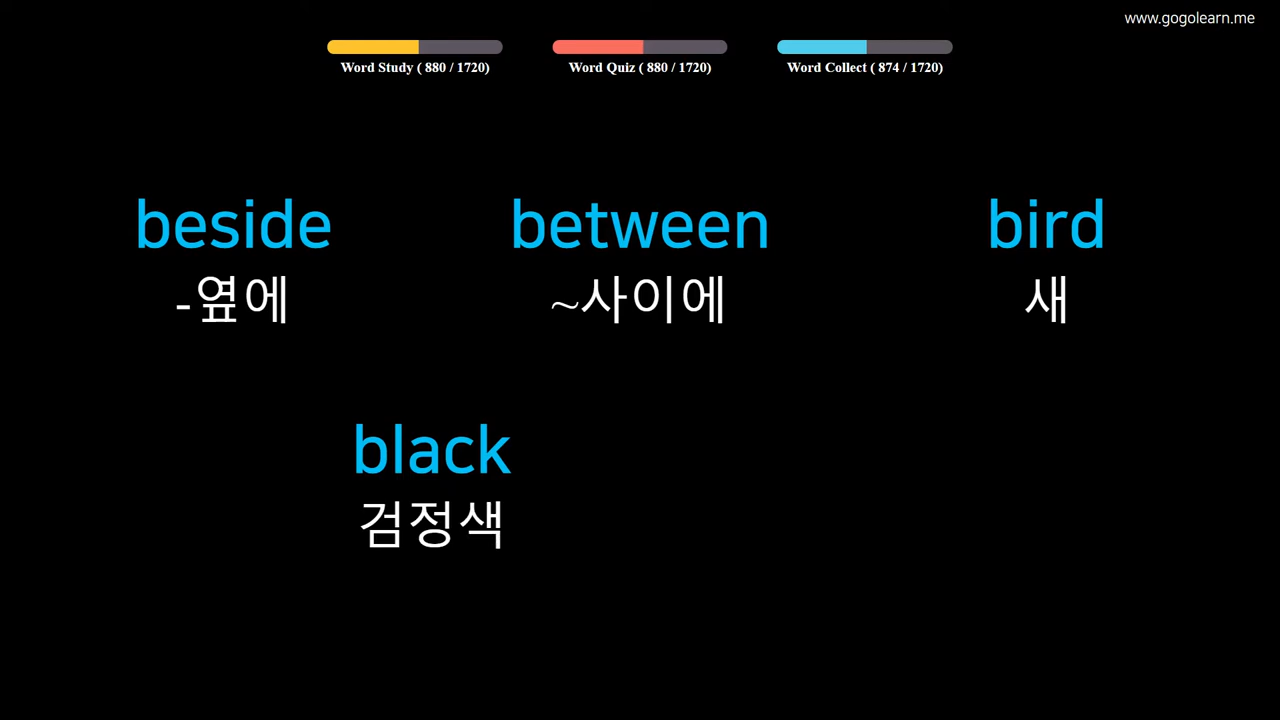 www.gogolearn.me
Word Study ( 880 / 1720)
Word Quiz ( 880 / 1720)
Word Collect ( 874 / 1720)
beside
-옆에
between
~사이에
bird
새
black
검정색